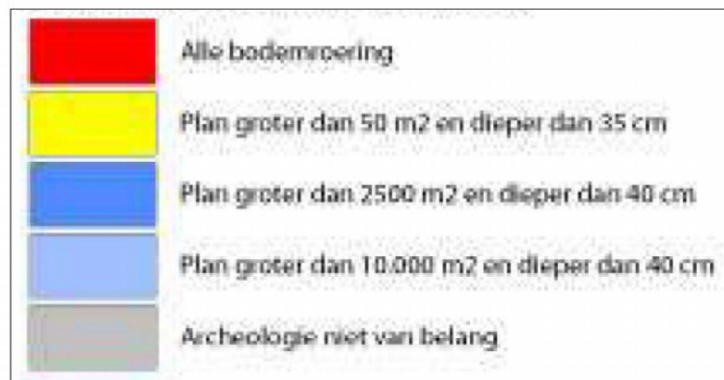 Alle bodemroering
Plan groter dan 50 m2 en dieper dan 35 cm
Plan groter dan 2500 m2 en dieper dan 40 cm
Plan groter dan 10.000 m2 en dieper dan 40 cm
Archeologie niet van belang